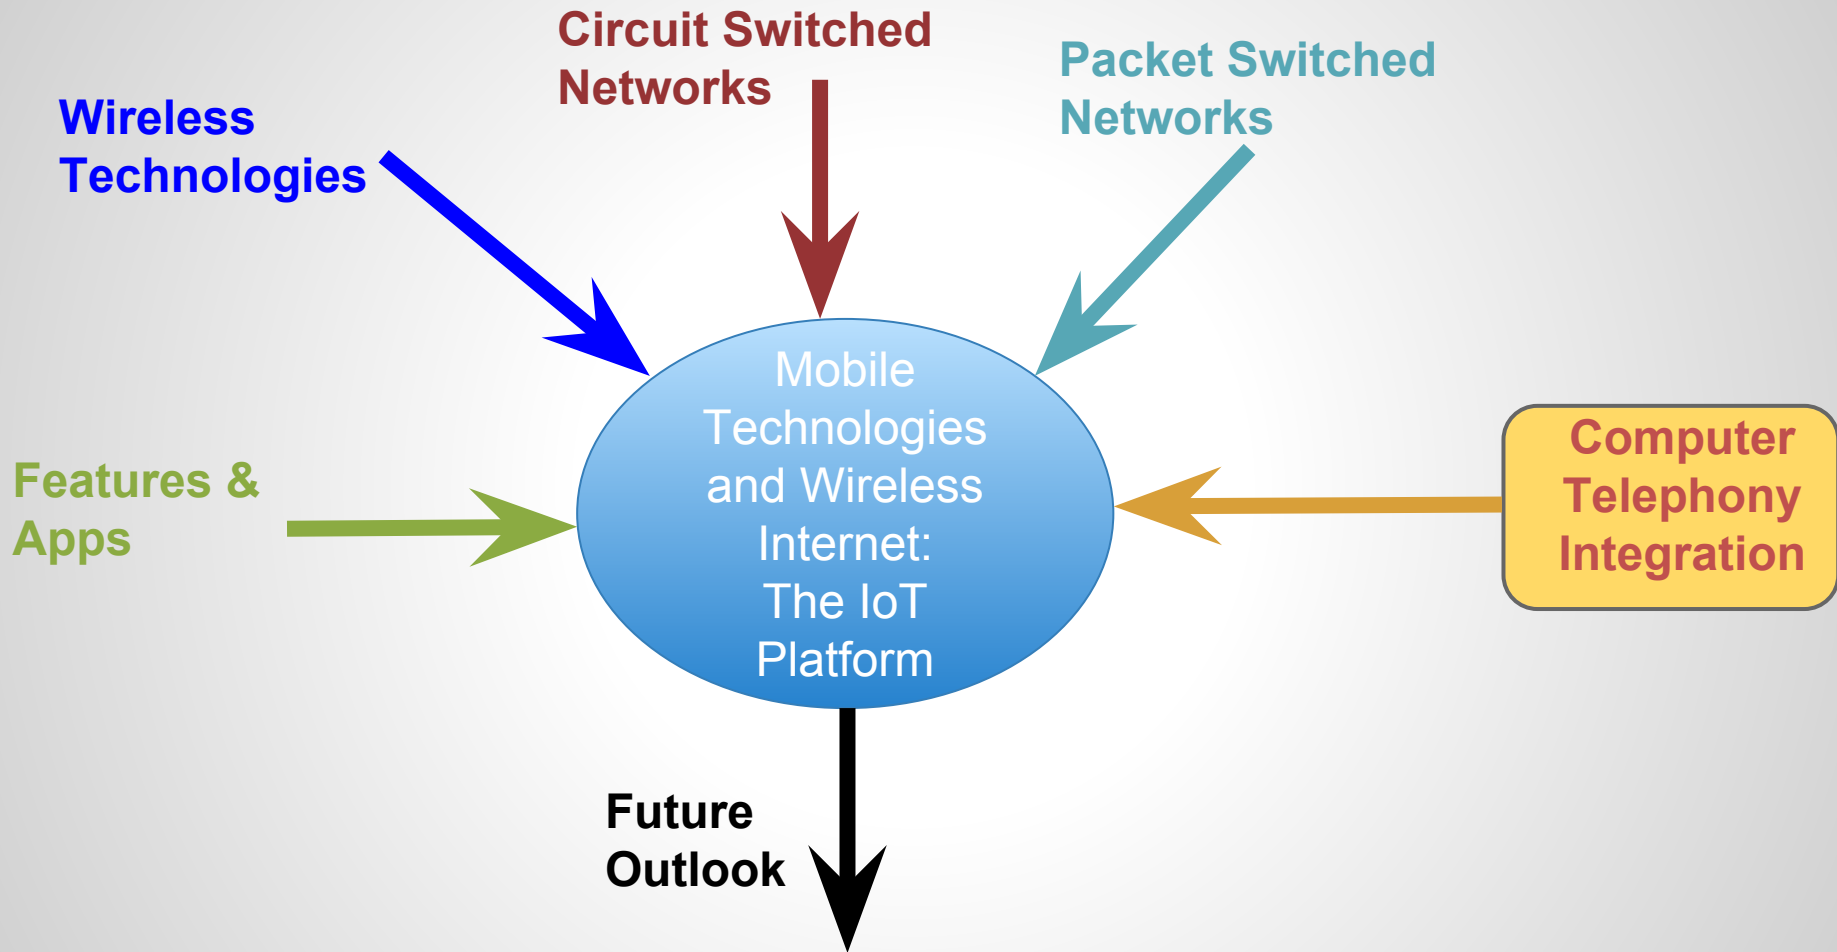 Circuit Switched
Networks
Packet Switched
Networks
Wireless
Technologies
Mobile
Technologies
and Wireless
Internet:
The IoT
Platform
Computer
Telephony
Integration
Features &
Apps
Future
Outlook